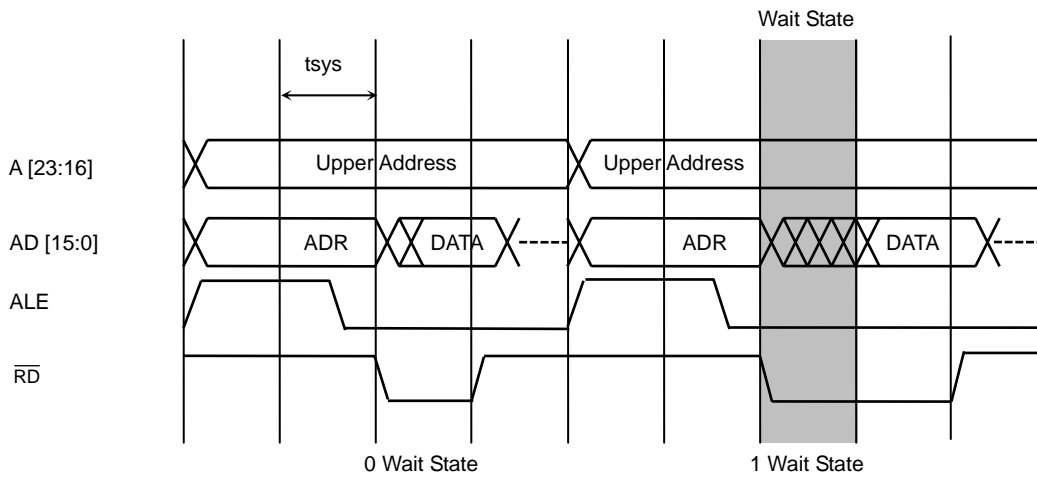 Wait State
tsys
A [23:16]
Upper Address
Upper Address
AD [15:0]
ADR
DATA
ADR
DATA
ALE
RD
0 Wait State
1 Wait State